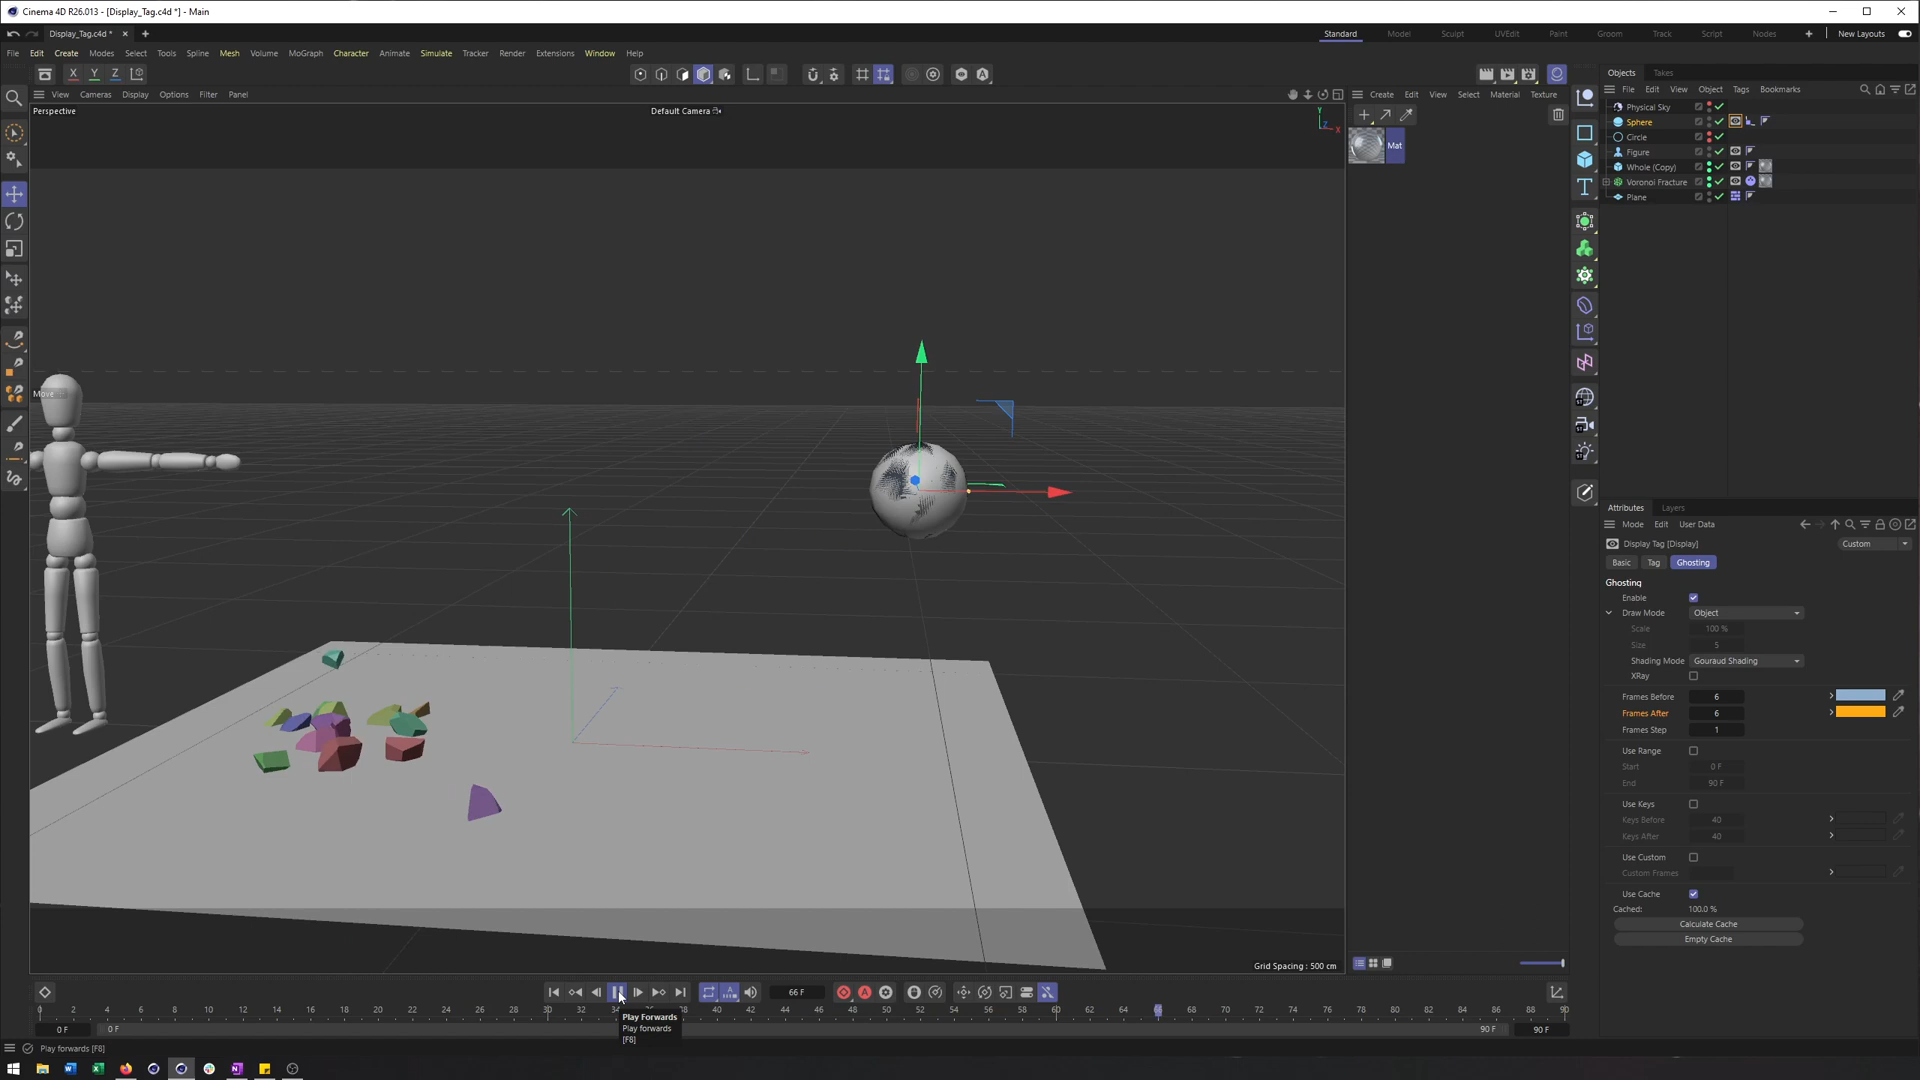 Cinema 4D R26.013 - [Display_Tag.c4d *] - Main
Display_Tag.c4d *
Standard Model Sculpt UVEdit Paint Groom Track Script Nodes New Layouts
File Edit Create Modes Select Tools Spline Mesh Volume MoGraph Character Animate Simulate Tracker Render Extensions Window Help
X Y Z
View Cameras Display Options Filter Panel
Create Edit View Select Material Texture
Perspective
Default Camera
Y
Z
X
Mat
Move
Grid Spacing : 500 cm
Objects Takes
File Edit View Object Tags Bookmarks
Physical Sky
Sphere
Circle
Figure
Whole (Copy)
Voronoi Fracture
Plane
Attributes Layers
Mode Edit User Data
Display Tag [Display]
Custom
Basic Tag Ghosting
Ghosting
Enable
Draw Mode Object
Scale 100 %
Size 5
Shading Mode Gouraud Shading
XRay
Frames Before 6
Frames After 6
Frames Step 1
Use Range
Start 0 F
End 90 F
Use Keys
Keys Before 40
Keys After 40
Use Custom
Custom Frames
Use Cache
Cached: 100.0 %
Calculate Cache
Empty Cache
66 F
0 2 4 6 8 10 12 14 16 18 20 22 24 26 28 30 32 34 38 40 42 44 46 48 50 52 54 56 58 60 62 64 66 68 70 72 74 76 78 80 82 84 86 88 90
0 F 0 F 90 F 90 F
Play Forwards
Play forwards
[F8]
Play forwards [F8]